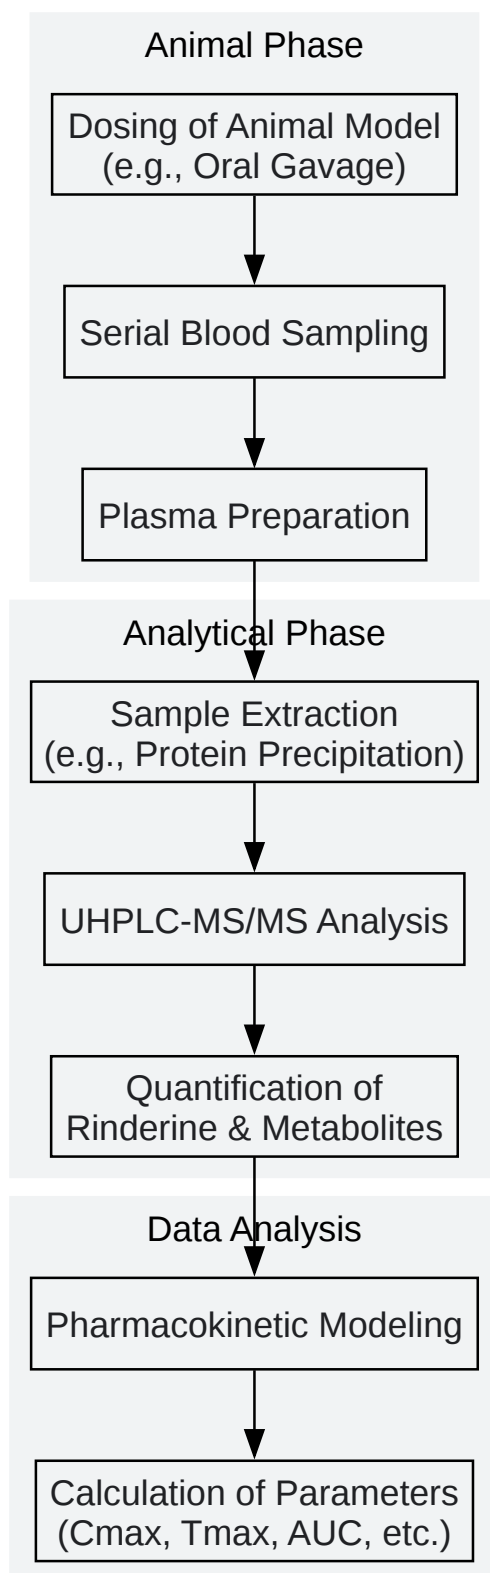 Animal Phase
Dosing of Animal Model
(e.g., Oral Gavage)
Serial Blood Sampling
Plasma Preparation
Analytical Phase
Sample Extraction
(e.g., Protein Precipitation)
UHPLC-MS/MS Analysis
Quantification of
Rinderine & Metabolites
Data Analysis
Pharmacokinetic Modeling
Calculation of Parameters
(Cmax, Tmax, AUC, etc.)